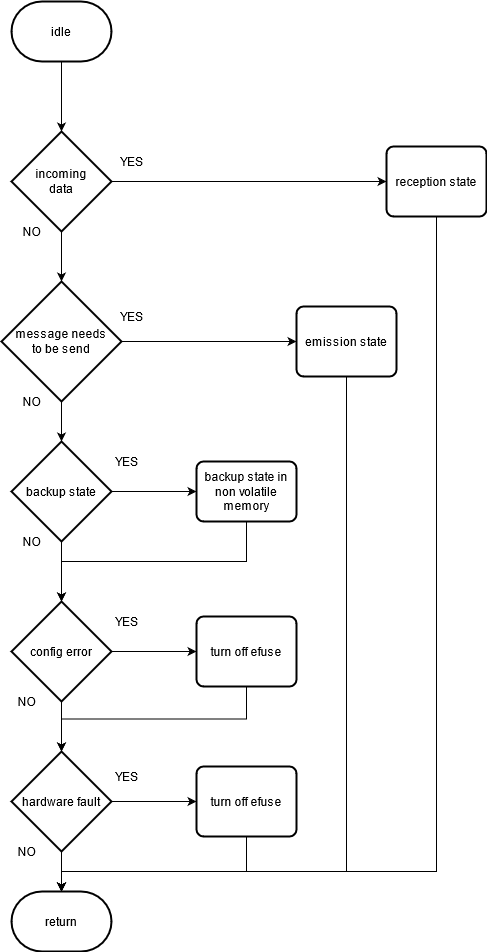 idle
incoming
data
YES
reception state
NO
message needs
to be send
YES
emission state
NO
backup state
YES
backup state in
non volatile
memory
NO
config error
YES
turn off efuse
NO
hardware fault
YES
turn off efuse
NO
return